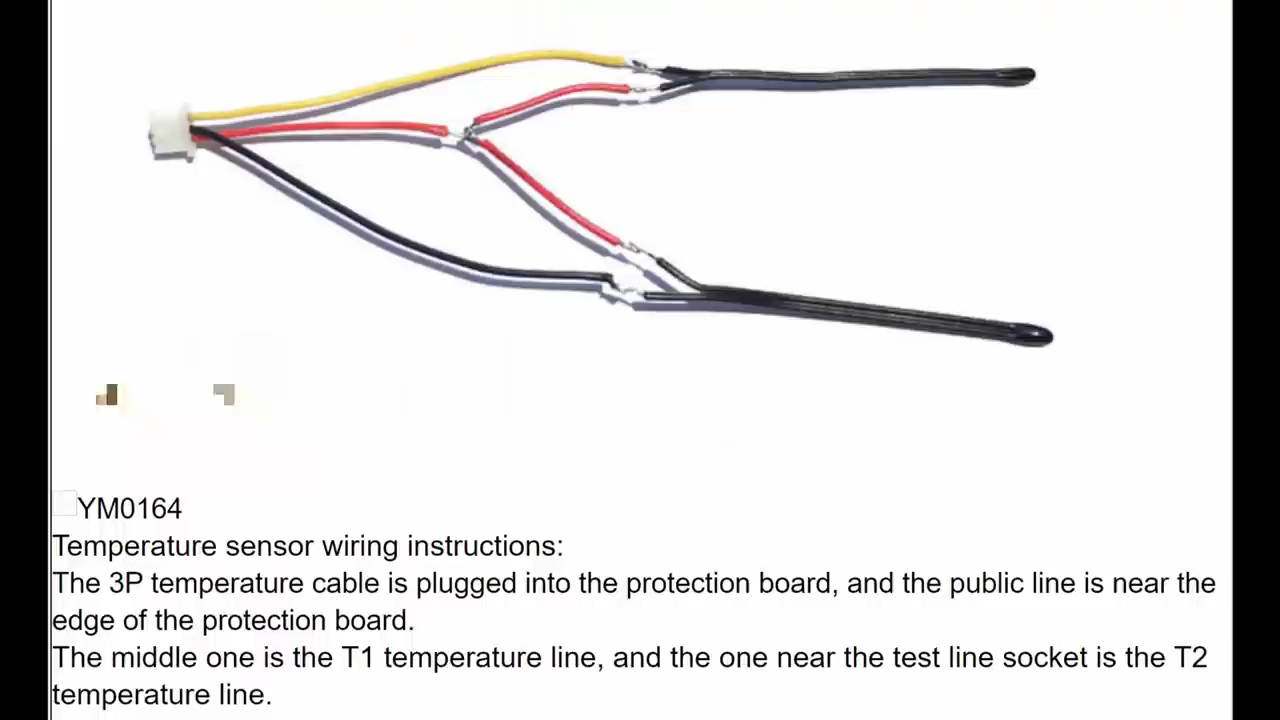 YM0164
Temperature sensor wiring instructions:
The 3P temperature cable is plugged into the protection board, and the public line is near the
edge of the protection board.
The middle one is the T1 temperature line, and the one near the test line socket is the T2
temperature line.